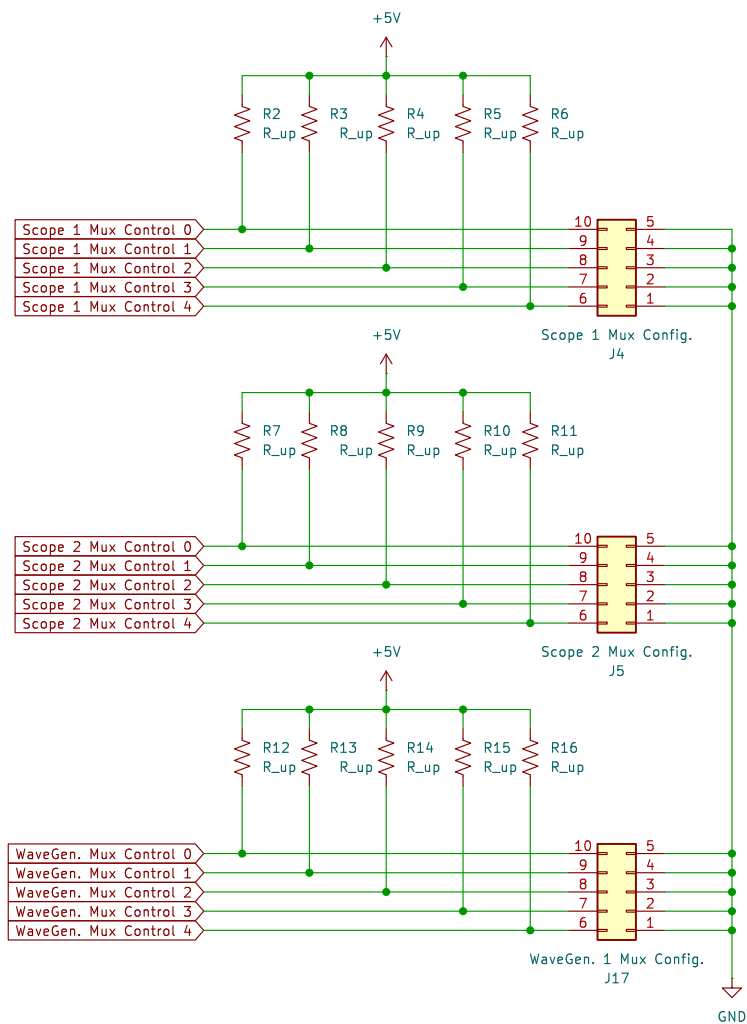 +5V
R2 R3 R4 R5 R6
R_up R_up R_up R_up R_up
Scope 1 Mux Control 0 10 5
Scope 1 Mux Control 1 9 4
Scope 1 Mux Control 2 8 3
Scope 1 Mux Control 3 7 2
Scope 1 Mux Control 4 6 1
Scope 1 Mux Config.
J4
+5V
R7 R8 R9 R10 R11
R_up R_up R_up R_up R_up
Scope 2 Mux Control 0 10 5
Scope 2 Mux Control 1 9 4
Scope 2 Mux Control 2 8 3
Scope 2 Mux Control 3 7 2
Scope 2 Mux Control 4 6 1
Scope 2 Mux Config.
J5
+5V
R12 R13 R14 R15 R16
R_up R_up R_up R_up R_up
WaveGen. Mux Control 0 10 5
WaveGen. Mux Control 1 9 4
WaveGen. Mux Control 2 8 3
WaveGen. Mux Control 3 7 2
WaveGen. Mux Control 4 6 1
WaveGen. 1 Mux Config.
J17
GND